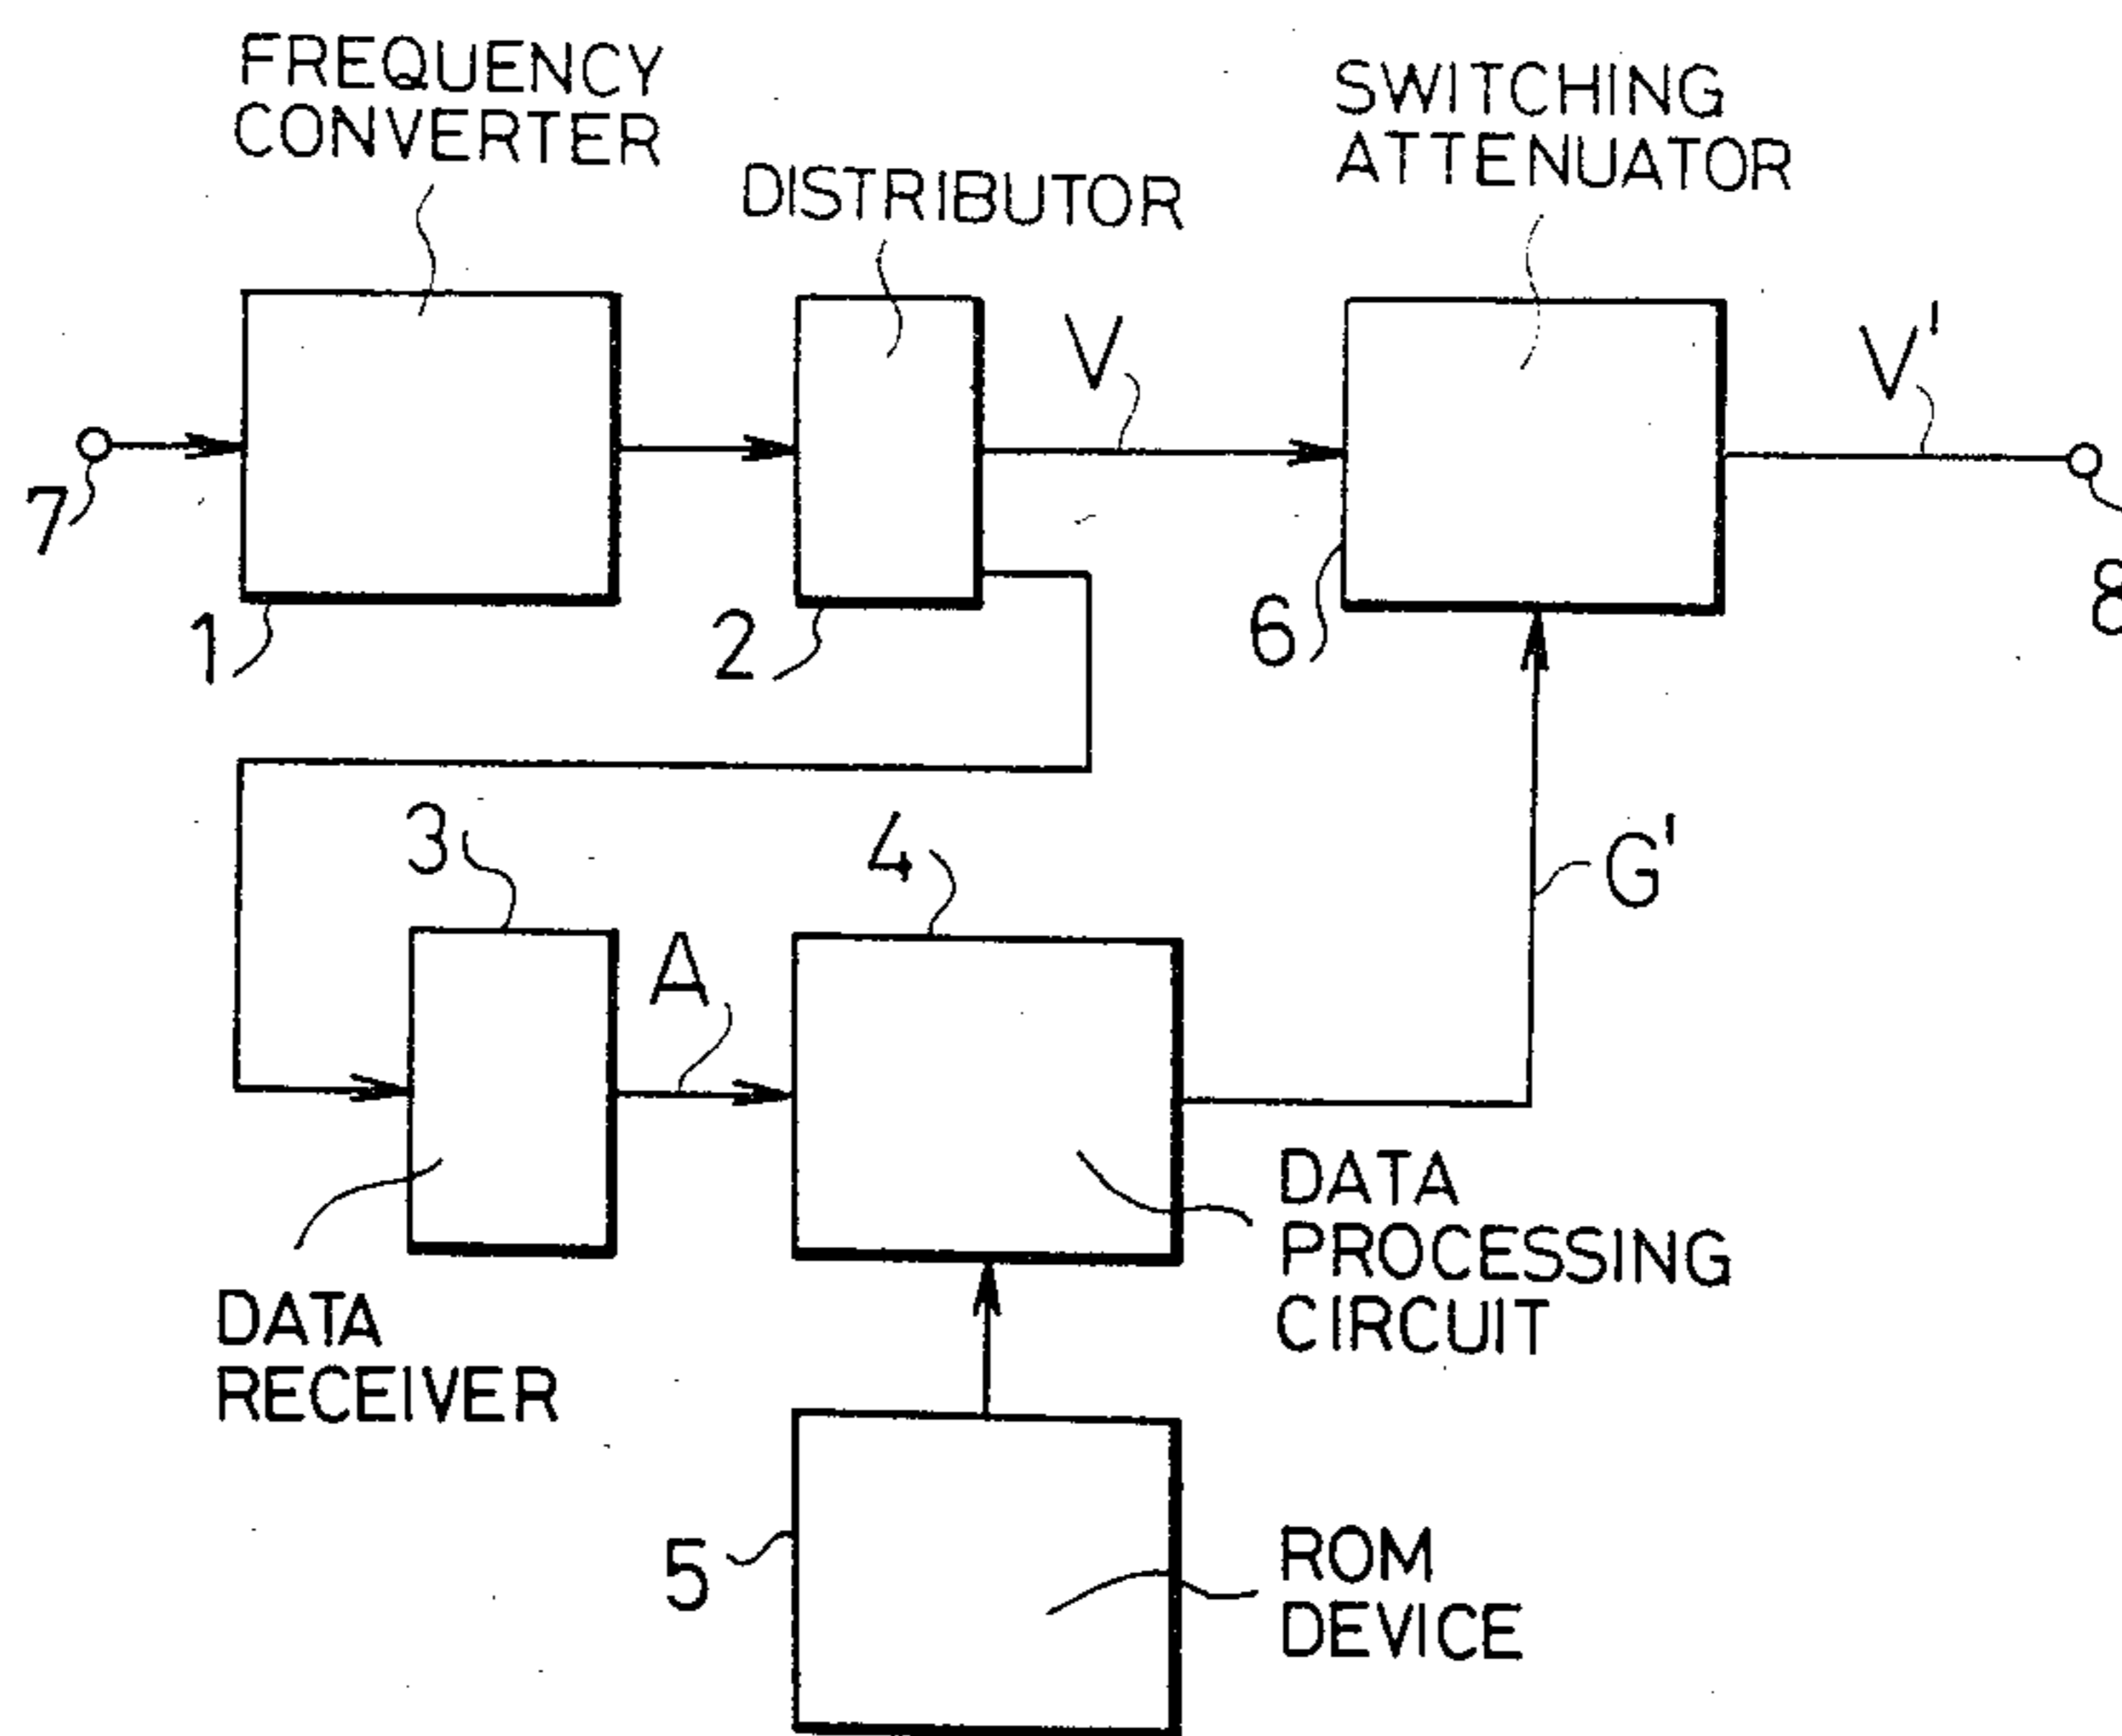 FREQUENCY
CONVERTER
DISTRIBUTOR
SWITCHING
ATTENUATOR
V
V'
7
1
2
6
8
3
4
G'
A
DATA
RECEIVER
DATA
PROCESSING
CIRCUIT
5
ROM
DEVICE